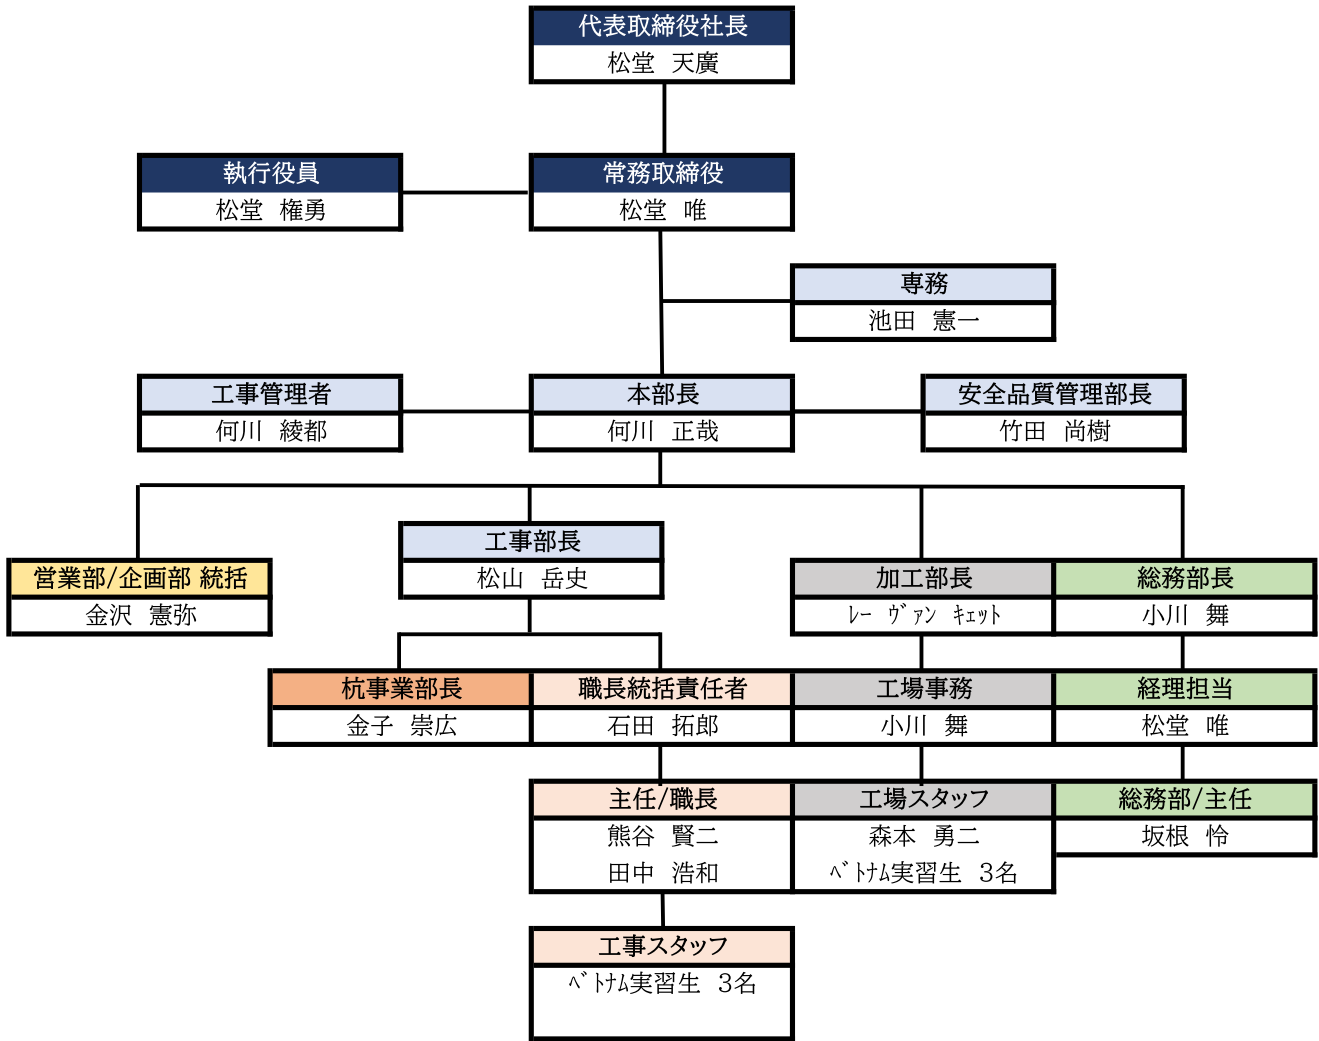 代表取締役社長
松堂　天廣
執行役員
松堂　権勇
常務取締役
松堂　唯
専務
池田　憲一
工事管理者
何川　綾都
本部長
何川　正哉
安全品質管理部長
竹田　尚樹
営業部/企画部 統括
金沢　憲弥
工事部長
松山　岳史
加工部長
ﾚｰ　ｳﾞｧﾝ　ｷｪｯﾄ
総務部長
小川　舞
杭事業部長
金子　崇広
職長統括責任者
石田　拓郎
工場事務
小川　舞
経理担当
松堂　唯
主任/職長
熊谷　賢二
田中　浩和
工場スタッフ
森本　勇二
ﾍﾞﾄﾅﾑ実習生　3名
総務部/主任
坂根　怜
工事スタッフ
ﾍﾞﾄﾅﾑ実習生　3名